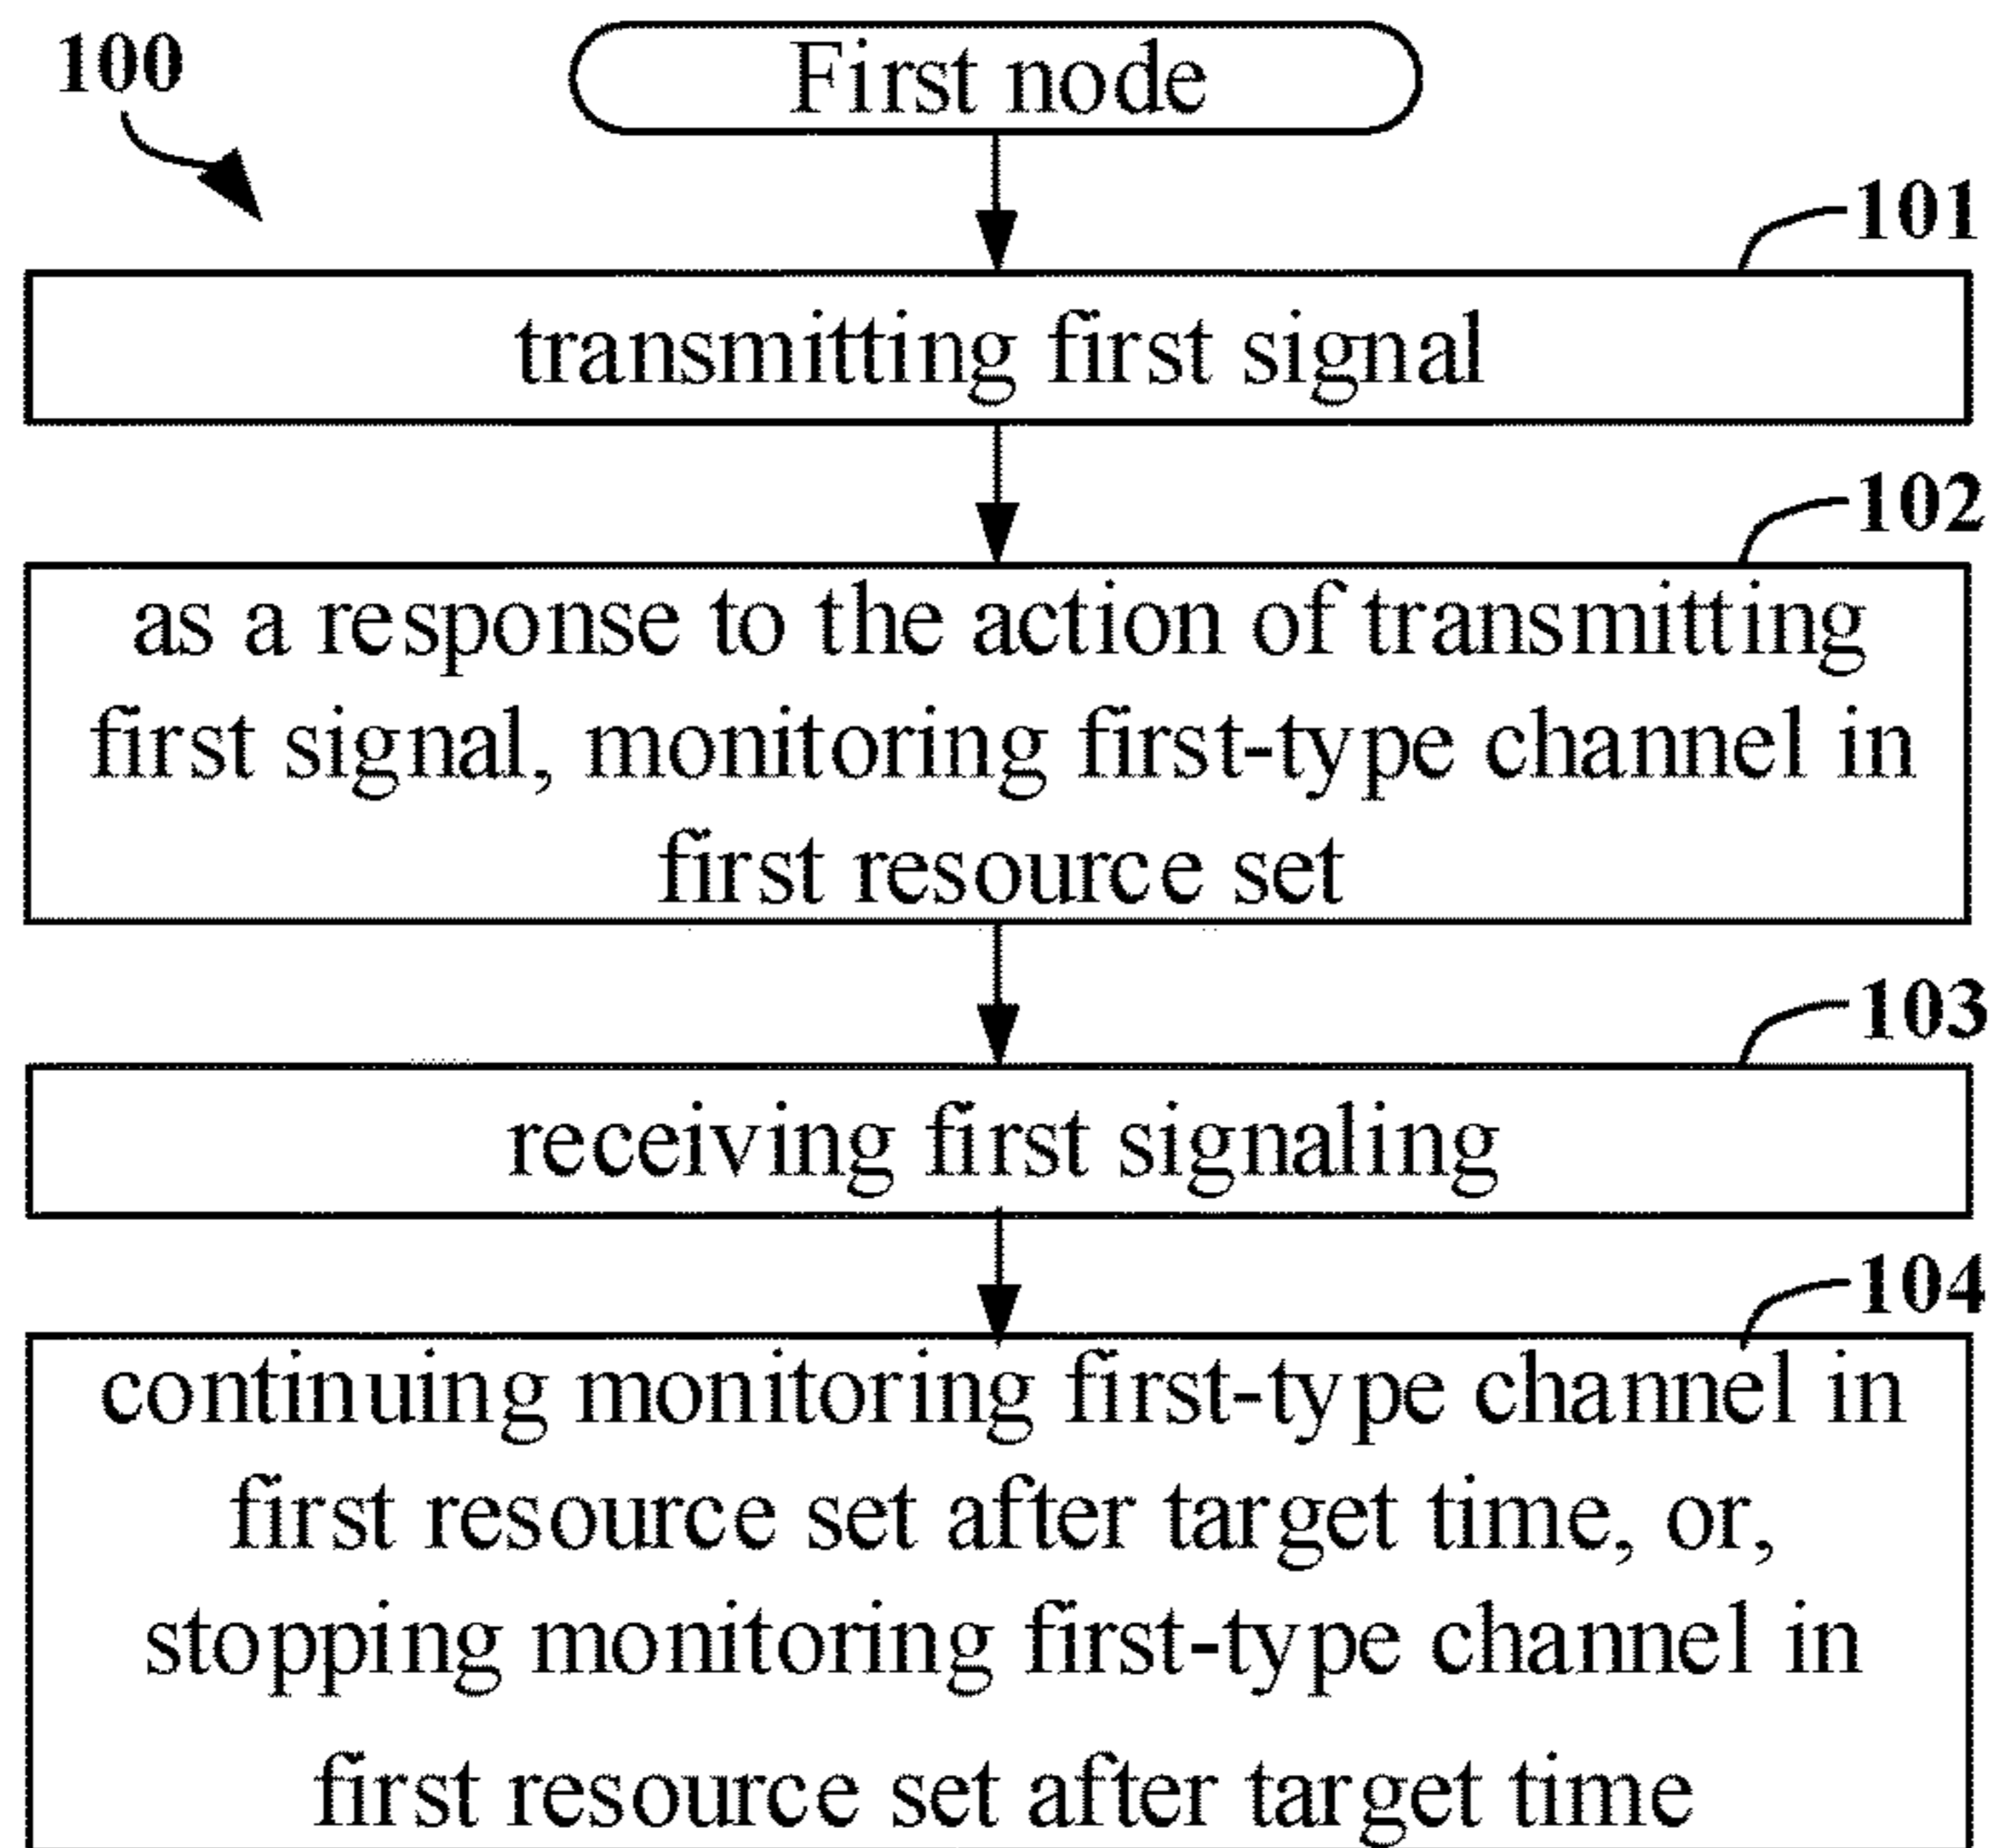 100
First node
101
transmitting first signal
102
as a response to the action of transmitting
first signal, monitoring first-type channel in
first resource set
103
receiving first signaling
104
continuing monitoring first-type channel in
first resource set after target time, or,
stopping monitoring first-type channel in
first resource set after target time